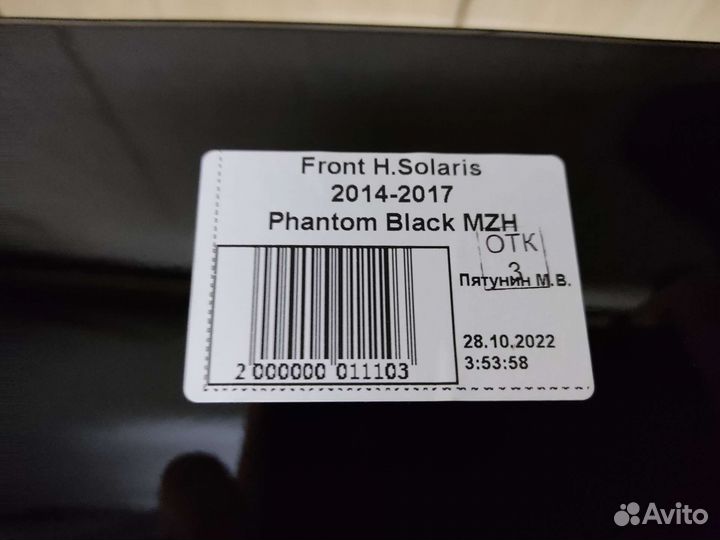 Front H.Solaris
2014-2017
Phantom Black MZH
ОТК
3
Пятунин М.В.
28.10.2022
3:53:58
2 000000 011103
Avito